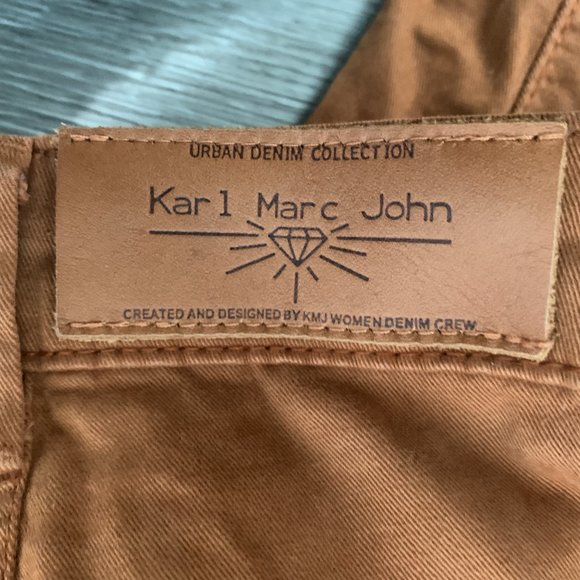 URBAN DENIM COLLECTION
Karl Marc John
CREATED AND DESIGNED BY KMJ WOMEN DENIM CREW